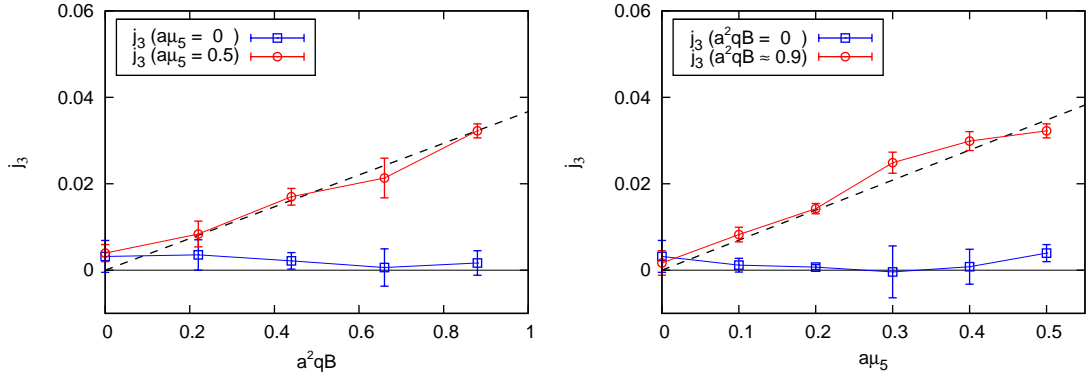 0.06
0.04
0.02
0
j₃
j₃ (aμ₅ = 0 )
j₃ (aμ₅ = 0.5)
0 0.2 0.4 0.6 0.8 1
a²qB
0.06
0.04
0.02
0
j₃
j₃ (a²qB = 0 )
j₃ (a²qB ≈ 0.9)
0 0.1 0.2 0.3 0.4 0.5
aμ₅